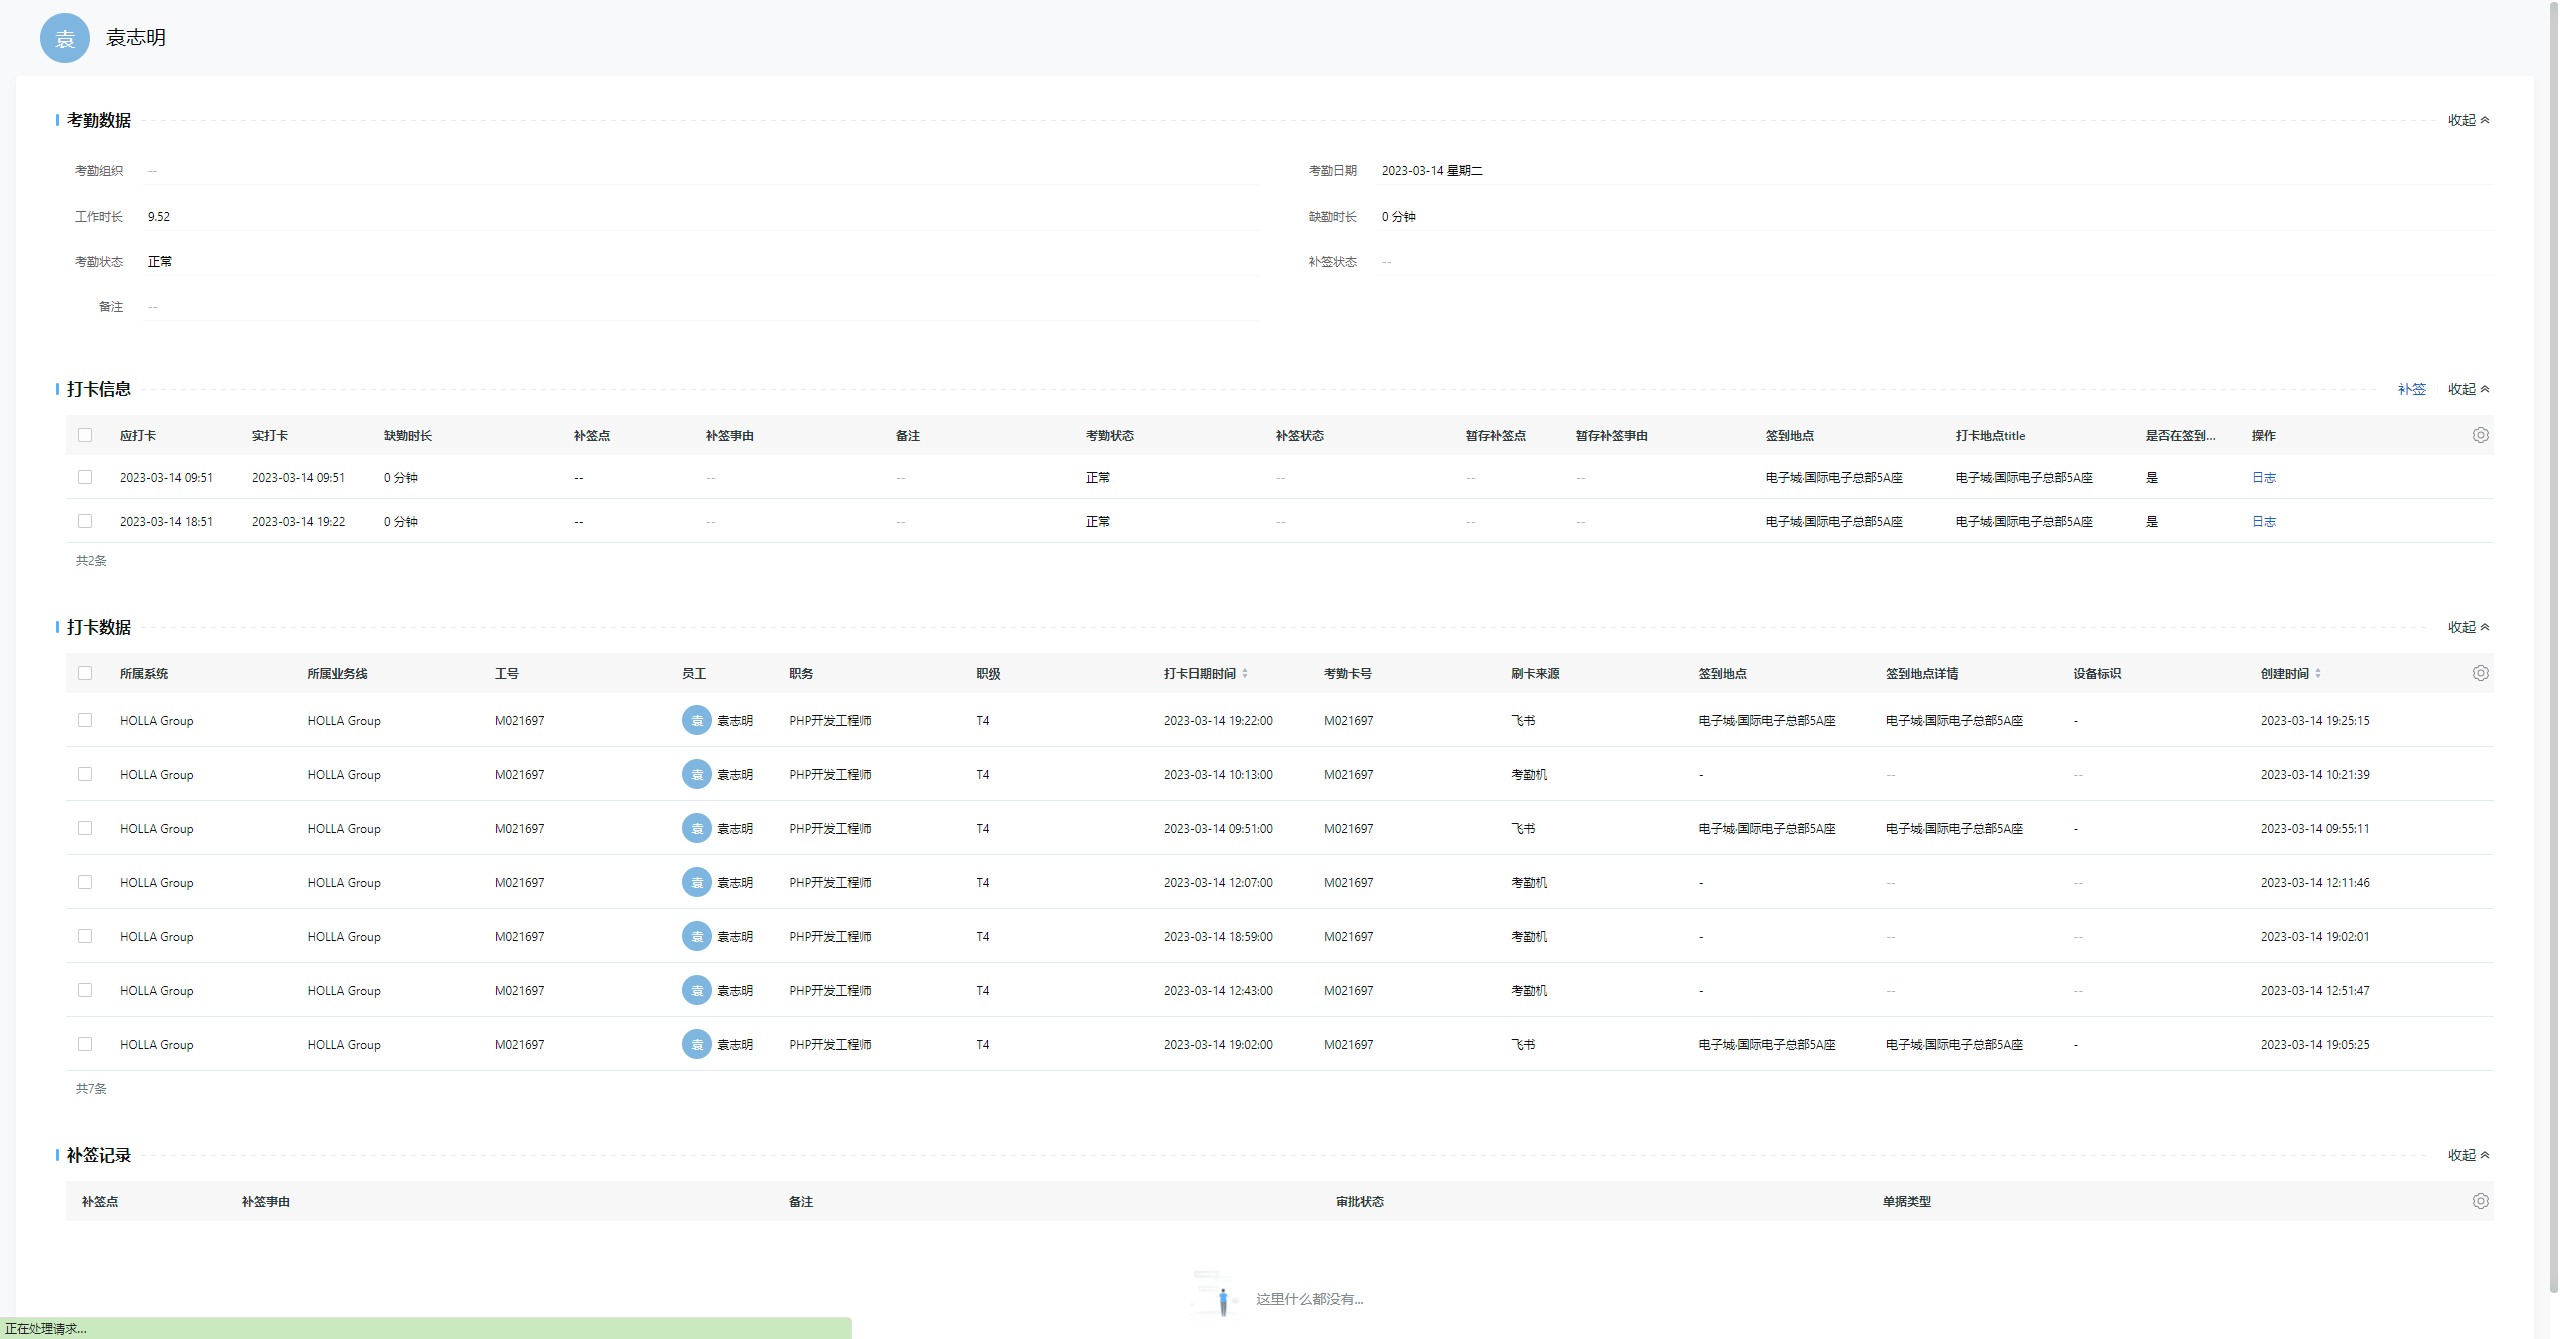 袁 袁志明
考勤数据 收起
考勤组织 -- 考勤日期 2023-03-14 星期二
工作时长 9.52 缺勤时长 0 分钟
考勤状态 正常 补签状态 --
备注 --
打卡信息 补签 收起
应打卡 实打卡 缺勤时长 补签点 补签事由 备注 考勤状态 补签状态 暂存补签点 暂存补签事由 签到地点 打卡地点title 是否在签到... 操作
2023-03-14 09:51 2023-03-14 09:51 0 分钟 -- -- -- 正常 -- -- -- 电子城·国际电子总部5A座 电子城·国际电子总部5A座 是 日志
2023-03-14 18:51 2023-03-14 19:22 0 分钟 -- -- -- 正常 -- -- -- 电子城·国际电子总部5A座 电子城·国际电子总部5A座 是 日志
共2条
打卡数据 收起
所属系统 所属业务线 工号 员工 职务 职级 打卡日期时间 考勤卡号 刷卡来源 签到地点 签到地点详情 设备标识 创建时间
HOLLA Group HOLLA Group M021697 袁 袁志明 PHP开发工程师 T4 2023-03-14 19:22:00 M021697 飞书 电子城·国际电子总部5A座 电子城·国际电子总部5A座 - 2023-03-14 19:25:15
HOLLA Group HOLLA Group M021697 袁 袁志明 PHP开发工程师 T4 2023-03-14 10:13:00 M021697 考勤机 - -- -- 2023-03-14 10:21:39
HOLLA Group HOLLA Group M021697 袁 袁志明 PHP开发工程师 T4 2023-03-14 09:51:00 M021697 飞书 电子城·国际电子总部5A座 电子城·国际电子总部5A座 - 2023-03-14 09:55:11
HOLLA Group HOLLA Group M021697 袁 袁志明 PHP开发工程师 T4 2023-03-14 12:07:00 M021697 考勤机 - -- -- 2023-03-14 12:11:46
HOLLA Group HOLLA Group M021697 袁 袁志明 PHP开发工程师 T4 2023-03-14 18:59:00 M021697 考勤机 - -- -- 2023-03-14 19:02:01
HOLLA Group HOLLA Group M021697 袁 袁志明 PHP开发工程师 T4 2023-03-14 12:43:00 M021697 考勤机 - -- -- 2023-03-14 12:51:47
HOLLA Group HOLLA Group M021697 袁 袁志明 PHP开发工程师 T4 2023-03-14 19:02:00 M021697 飞书 电子城·国际电子总部5A座 电子城·国际电子总部5A座 - 2023-03-14 19:05:25
共7条
补签记录 收起
补签点 补签事由 备注 审批状态 单据类型
这里什么都没有...
正在处理请求...